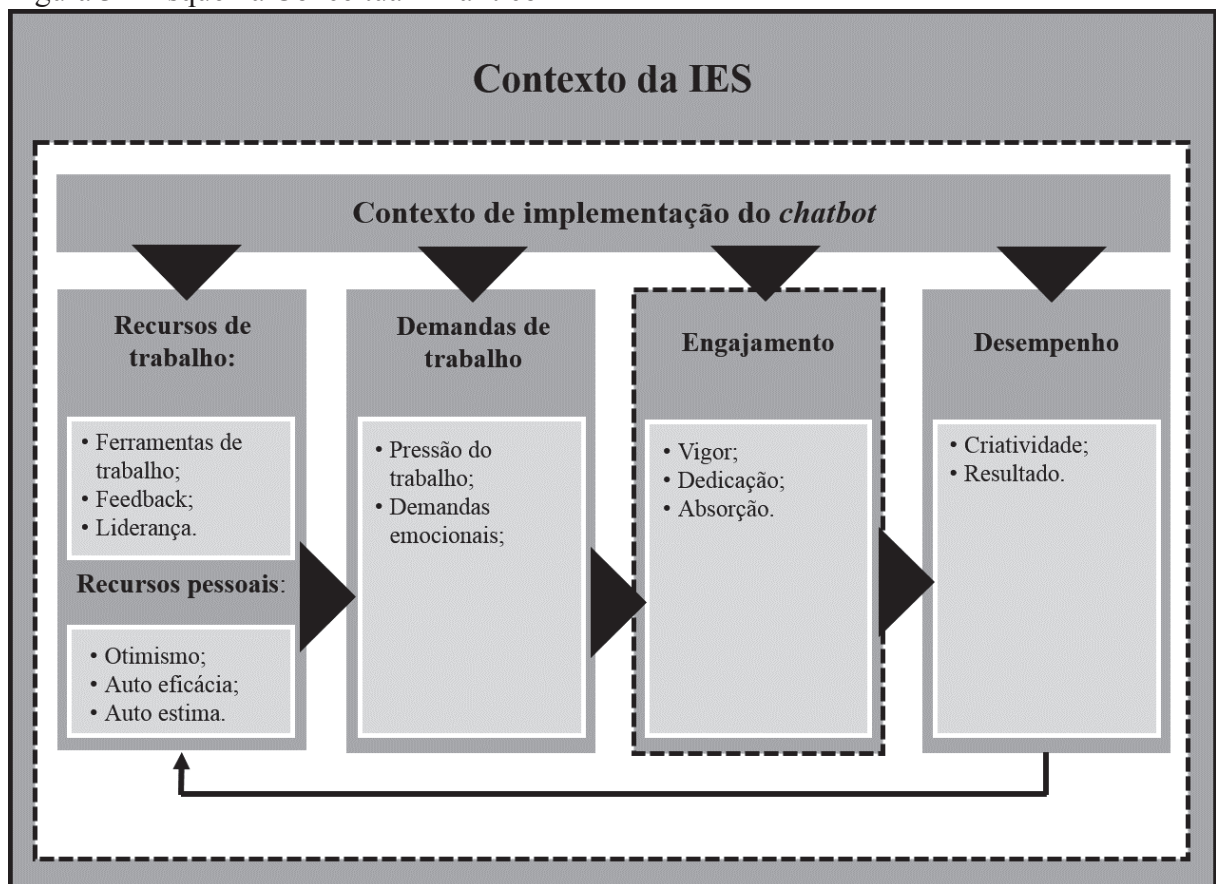 Contexto da IES
Contexto de implementação do chatbot
Recursos de
trabalho:
• Ferramentas de
trabalho;
• Feedback;
• Liderança.
Recursos pessoais:
• Otimismo;
• Auto eficácia;
• Auto estima.
Demandas de
trabalho
• Pressão do
trabalho;
• Demandas
emocionais;
Engajamento
• Vigor;
• Dedicação;
• Absorção.
Desempenho
• Criatividade;
• Resultado.